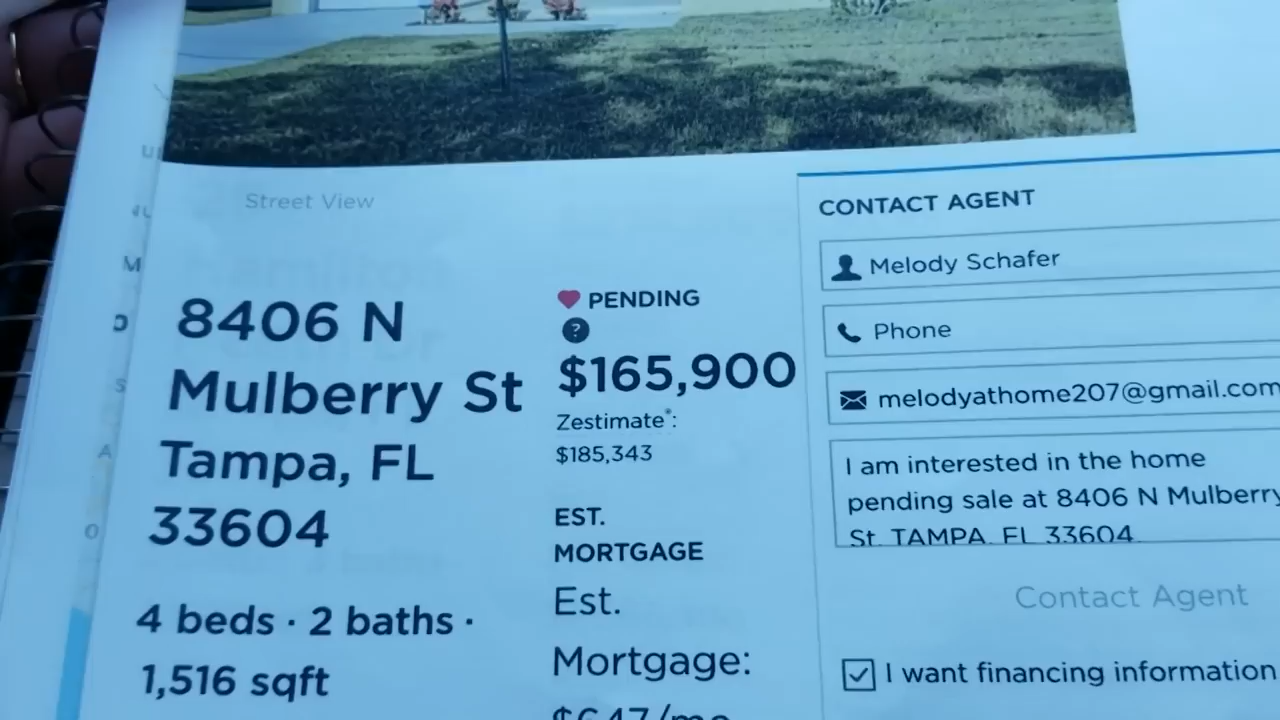 Street View
8406 N
Mulberry St
Tampa, FL
33604
4 beds · 2 baths ·
1,516 sqft
PENDING
?
$165,900
Zestimate®:
$185,343
EST.
MORTGAGE
Est.
Mortgage:
$647/mo
CONTACT AGENT
Melody Schafer
Phone
melodyathome207@gmail.com
I am interested in the home
pending sale at 8406 N Mulberry
St, TAMPA, FL 33604
Contact Agent
I want financing information